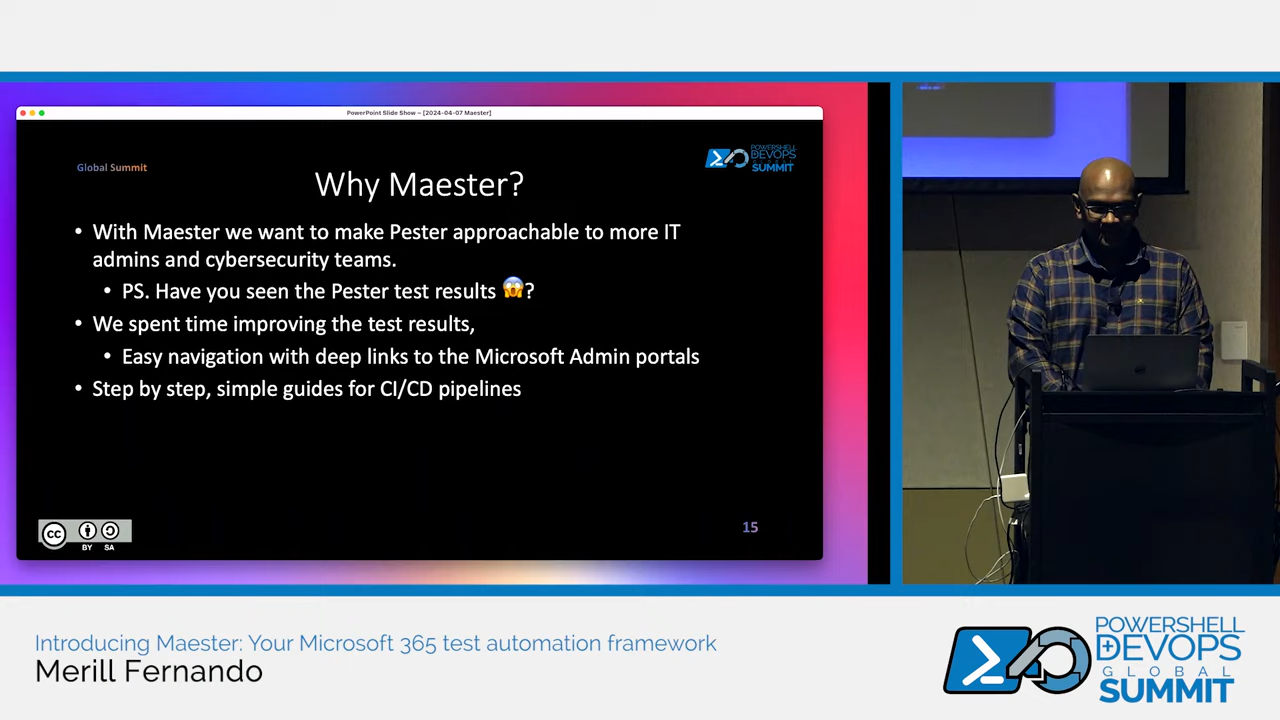 PowerPoint Slide Show – [2024-04-07 Maester]
Global Summit
POWERSHELL
DEVOPS
GLOBAL
SUMMIT
Why Maester?
• With Maester we want to make Pester approachable to more IT
admins and cybersecurity teams.
• PS. Have you seen the Pester test results 😱?
• We spent time improving the test results,
• Easy navigation with deep links to the Microsoft Admin portals
• Step by step, simple guides for CI/CD pipelines
cc
BY SA
15
Introducing Maester: Your Microsoft 365 test automation framework
Merill Fernando
POWERSHELL
DEVOPS
GLOBAL
SUMMIT